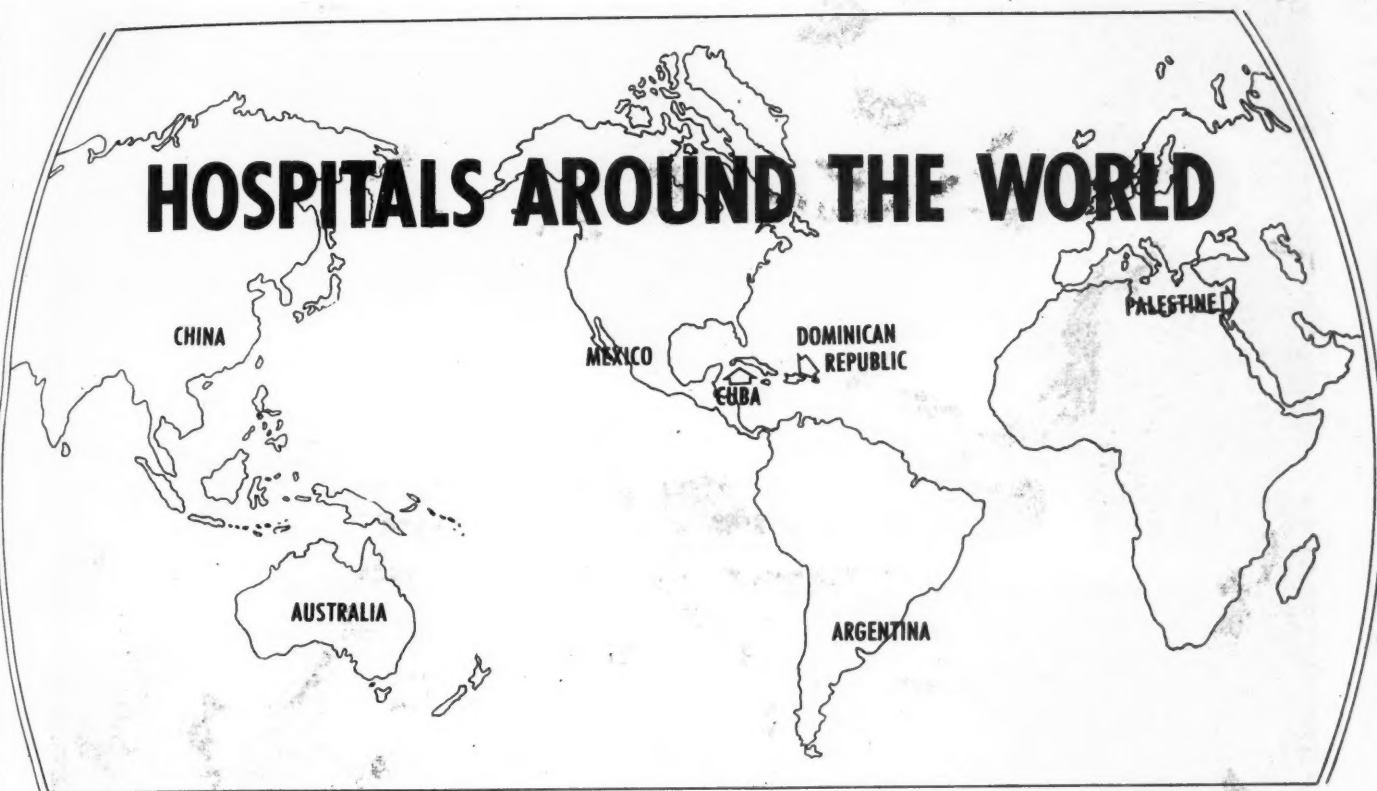 HOSPITALS AROUND THE WORLD
CHINA
MEXICO
CUBA
DOMINICAN
REPUBLIC
PALESTINE
AUSTRALIA
ARGENTINA